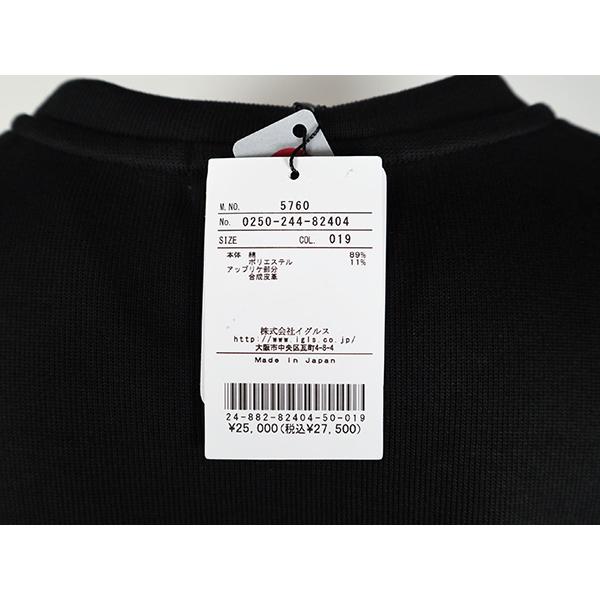 M.NO. 5760
No. 0250-244-82404
SIZE COL. 019
本体 綿 89%
ポリエステル 11%
アップリケ部分
合成皮革
株式会社イグルス
http://www.igls.co.jp/
大阪市中央区瓦町4-8-4
Made in Japan
24-882-82404-50-019
¥25,000(税込¥27,500)